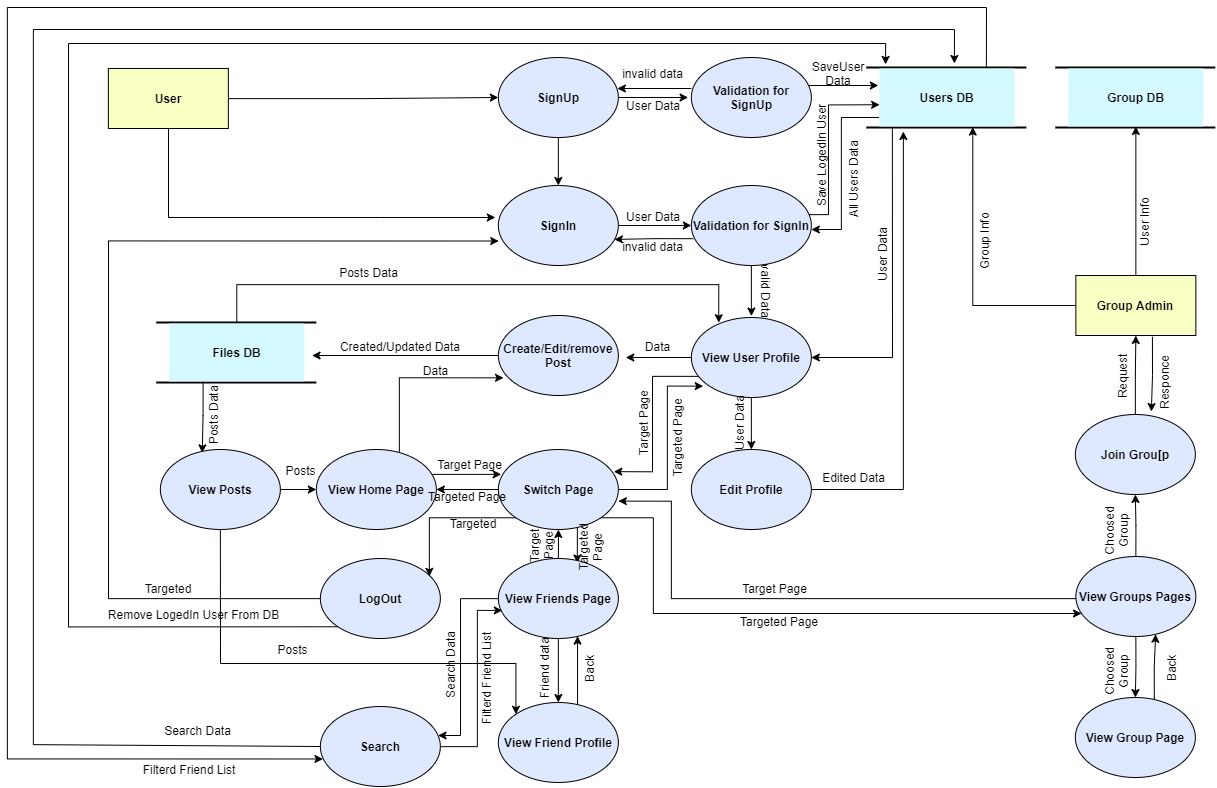 SaveUser
Data
invalid data
User
SignUp
User Data
Validation for
SignUp
Users DB
Group DB
Save LogedIn User
All Users Data
User Data
SignIn
User Data
invalid data
Validation for SignIn
Group Info
User Info
Posts Data
valid Data
Files DB
Created/Updated Data
Create/Edit/remove
Post
Data
View User Profile
Group Admin
Data
Posts Data
Target Page
Targeted Page
User Data
Request
Responce
Join Grou[p
View Posts
Posts
View Home Page
Target Page
Targeted Page
Switch Page
Edit Profile
Edited Data
Targeted
Target
Page
Targeted
Page
Choosed
Group
Targeted
LogOut
View Friends Page
Target Page
Targeted Page
View Groups Pages
Remove LogedIn User From DB
Posts
Search Data
Filterd Friend List
Friend data
Back
Choosed
Group
Back
Search Data
Search
View Friend Profile
View Group Page
Filterd Friend List